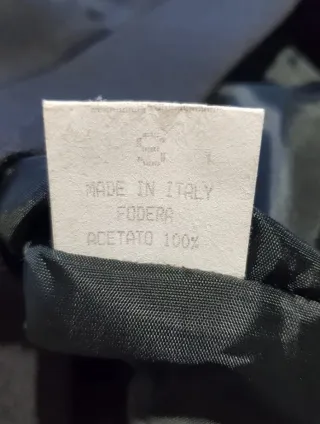 MADE IN ITALY
FODERA
ACETATO 100%